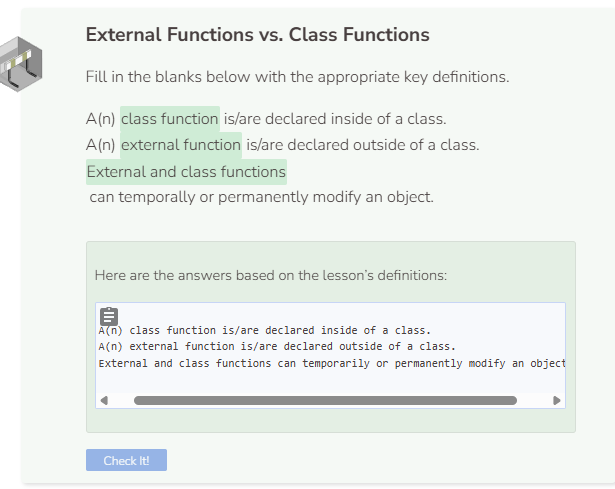 External Functions vs. Class Functions
Fill in the blanks below with the appropriate key definitions.
A(n) class function is/are declared inside of a class.
A(n) external function is/are declared outside of a class.
External and class functions
can temporally or permanently modify an object.
Here are the answers based on the lesson’s definitions:
A(n) class function is/are declared inside of a class.
A(n) external function is/are declared outside of a class.
External and class functions can temporarily or permanently modify an object
Check It!